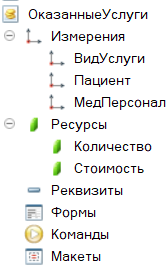 ОказанныеУслуги
Измерения
ВидУслуги
Пациент
МедПерсонал
Ресурсы
Количество
Стоимость
Реквизиты
Формы
Команды
Макеты